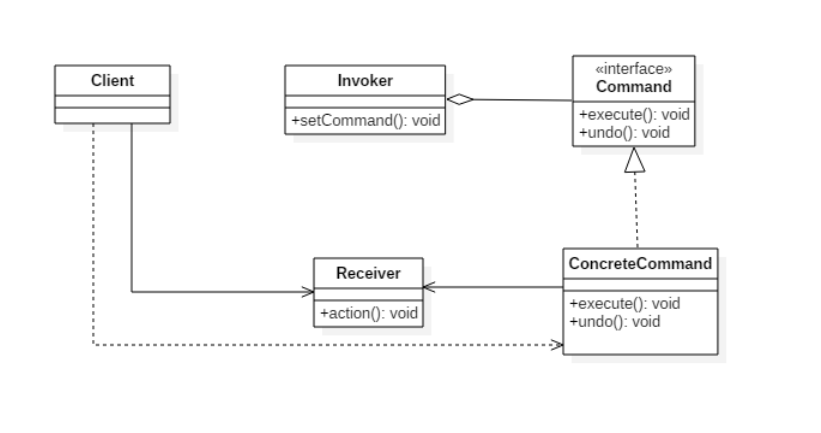 Client
Invoker
+setCommand(): void
«interface»
Command
+execute(): void
+undo(): void
Receiver
+action(): void
ConcreteCommand
+execute(): void
+undo(): void